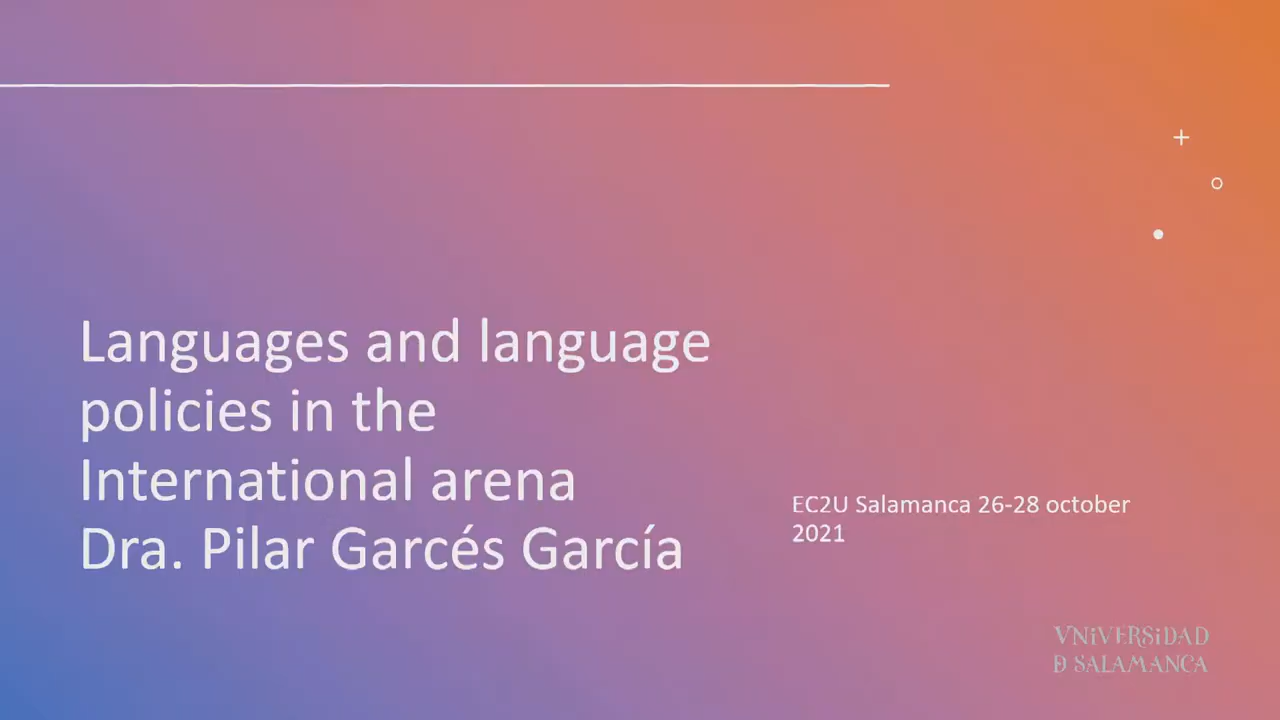 Languages and language
policies in the
International arena
Dra. Pilar Garcés García
EC2U Salamanca 26-28 october
2021
VNiVERSiDAD
D SALAMANCA